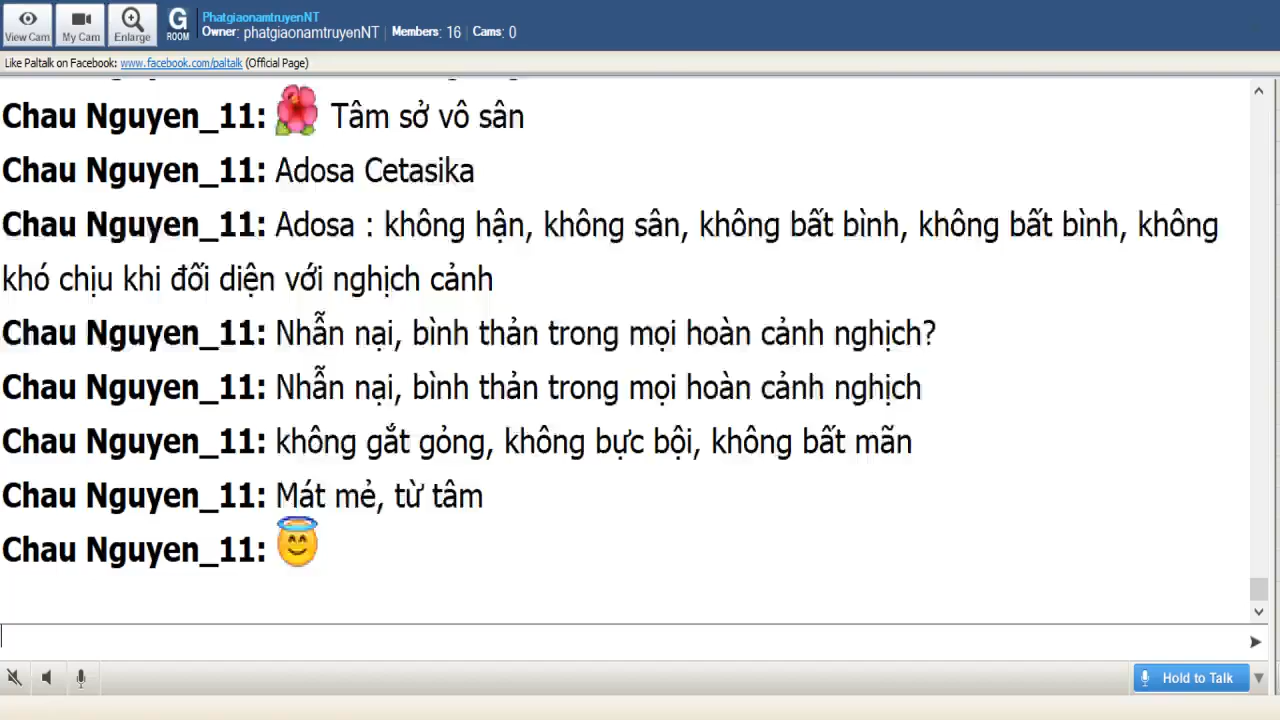 PhatgiaonamtruyenNT
View Cam
My Cam
Enlarge
G
ROOM
Owner: phatgiaonamtruyenNT
Members: 16
Cams: 0
Like Paltalk on Facebook: www.facebook.com/paltalk (Official Page)
Chau Nguyen_11: Tâm sở vô sân
Chau Nguyen_11: Adosa Cetasika
Chau Nguyen_11: Adosa : không hận, không sân, không bất bình, không bất bình, không
khó chịu khi đối diện với nghịch cảnh
Chau Nguyen_11: Nhẫn nại, bình thản trong mọi hoàn cảnh nghịch?
Chau Nguyen_11: Nhẫn nại, bình thản trong mọi hoàn cảnh nghịch
Chau Nguyen_11: không gắt gỏng, không bực bội, không bất mãn
Chau Nguyen_11: Mát mẻ, từ tâm
Chau Nguyen_11:
Hold to Talk